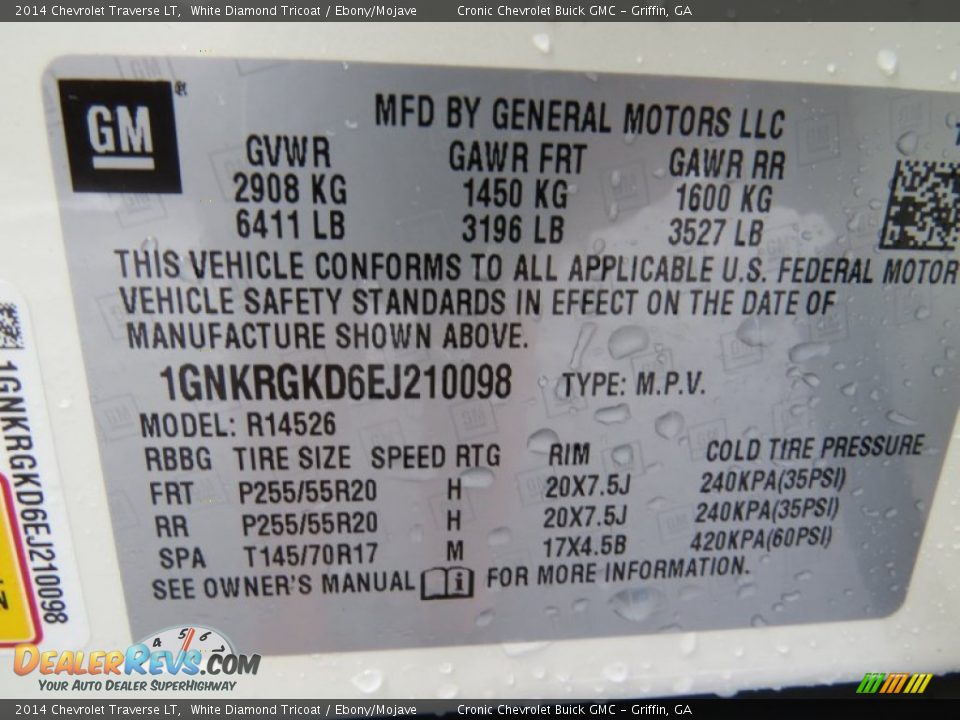 2014 Chevrolet Traverse LT, White Diamond Tricoat / Ebony/Mojave Cronic Chevrolet Buick GMC - Griffin, GA
GM
MFD BY GENERAL MOTORS LLC
GVWR GAWR FRT GAWR RR
2908 KG 1450 KG 1600 KG
6411 LB 3196 LB 3527 LB
THIS VEHICLE CONFORMS TO ALL APPLICABLE U.S. FEDERAL MOTOR
VEHICLE SAFETY STANDARDS IN EFFECT ON THE DATE OF
MANUFACTURE SHOWN ABOVE.
1GNKRGKD6EJ210098 TYPE: M.P.V.
MODEL: R14526
RBBG TIRE SIZE SPEED RTG RIM COLD TIRE PRESSURE
FRT P255/55R20 H 20X7.5J 240KPA(35PSI)
RR P255/55R20 H 20X7.5J 240KPA(35PSI)
SPA T145/70R17 M 17X4.5B 420KPA(60PSI)
SEE OWNER'S MANUAL i FOR MORE INFORMATION.
1GNKRGKD6EJ210098
4 5 6
DEALERREVS.COM
YOUR AUTO DEALER SUPERHIGHWAY
2014 Chevrolet Traverse LT, White Diamond Tricoat / Ebony/Mojave Cronic Chevrolet Buick GMC - Griffin, GA